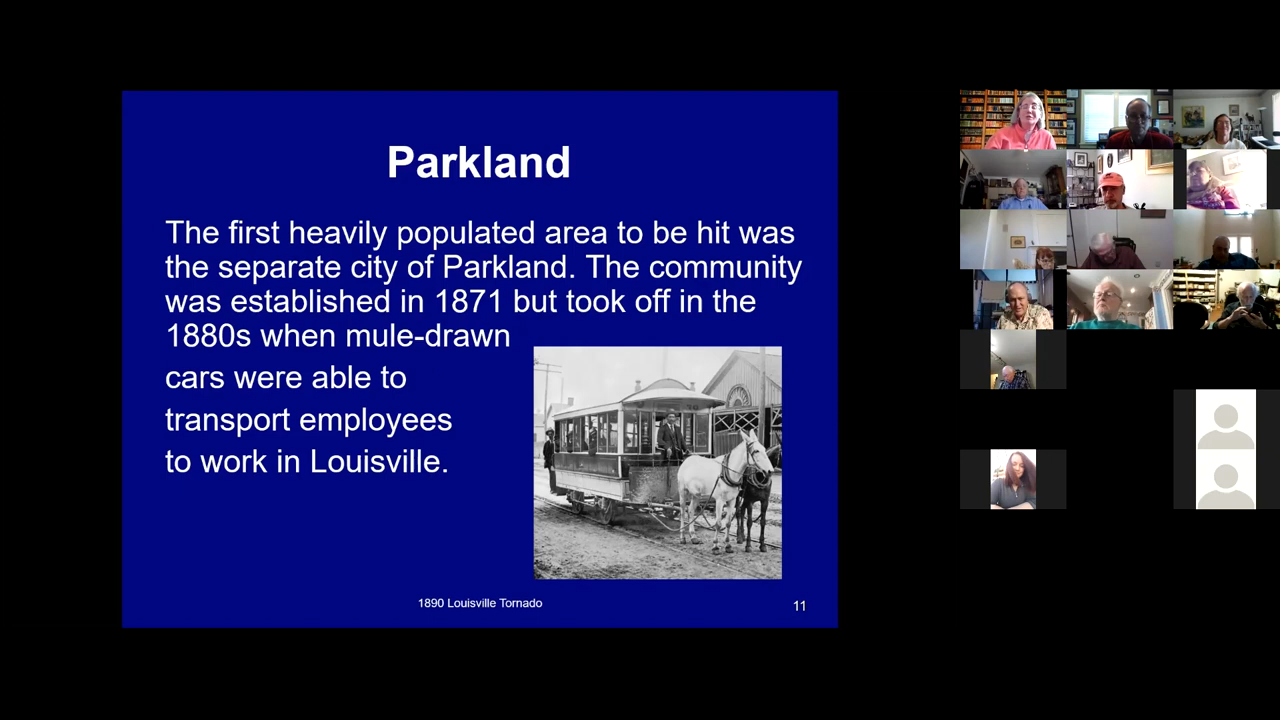 Parkland
The first heavily populated area to be hit was
the separate city of Parkland. The community
was established in 1871 but took off in the
1880s when mule-drawn
cars were able to
transport employees
to work in Louisville.
1890 Louisville Tornado
11